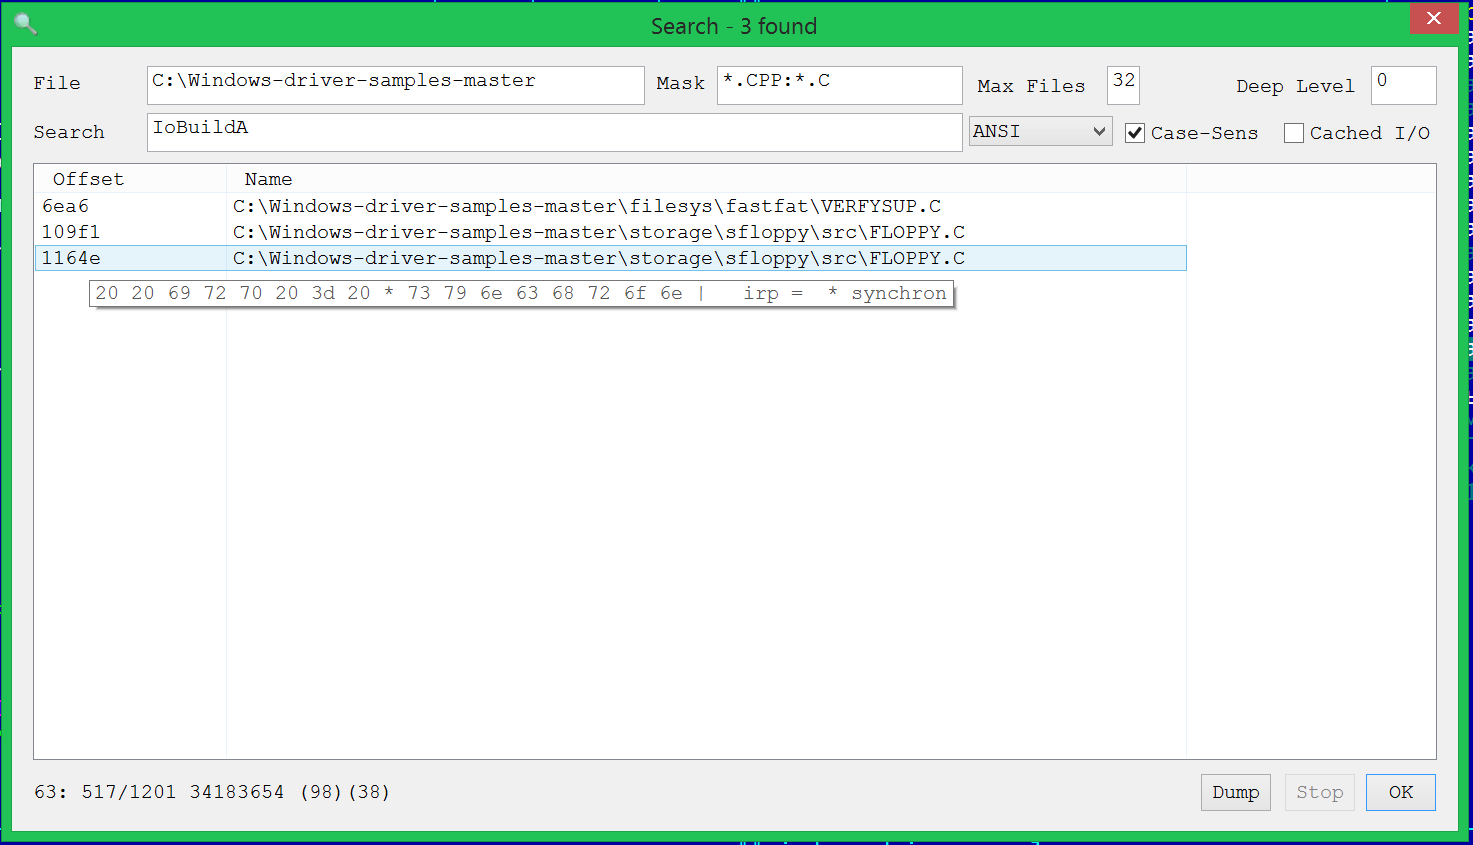 Search - 3 found
File C:\Windows-driver-samples-master Mask *.CPP:*.C Max Files 32 Deep Level 0
Search IoBuildA ANSI Case-Sens Cached I/O
Offset Name
6ea6 C:\Windows-driver-samples-master\filesys\fastfat\VERFYSUP.C
109f1 C:\Windows-driver-samples-master\storage\sfloppy\src\FLOPPY.C
1164e C:\Windows-driver-samples-master\storage\sfloppy\src\FLOPPY.C
20 20 69 72 70 20 3d 20 * 73 79 6e 63 68 72 6f 6e | irp = * synchron
63: 517/1201 34183654 (98)(38) Dump Stop OK